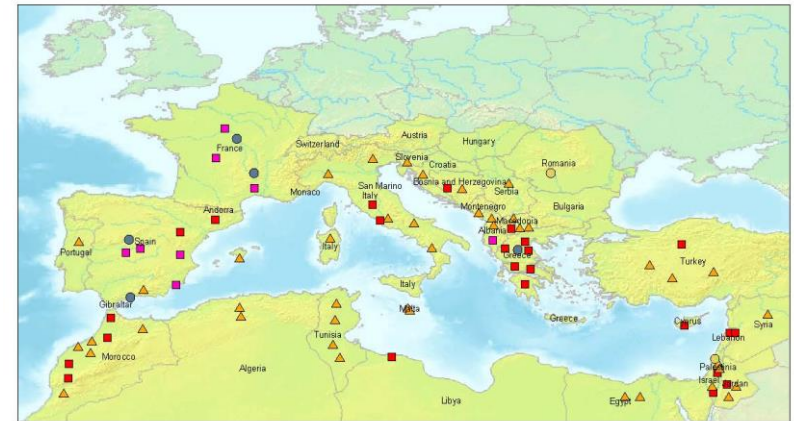 Austria
Hungary
Switzerland
France
Slovenia
Croatia
Romania
Bosnia and Herzegovina
Serbia
Monaco
San Marino
Italy
Andorra
Montenegro
Bulgaria
Macedonia
Albania
Portugal
Spain
Italy
Greece
Turkey
Italy
Gibraltar
Malta
Greece
Cyprus
Syria
Tunisia
Lebanon
Morocco
Algeria
Palestinia
Israel
Jordan
Libya
Egypt